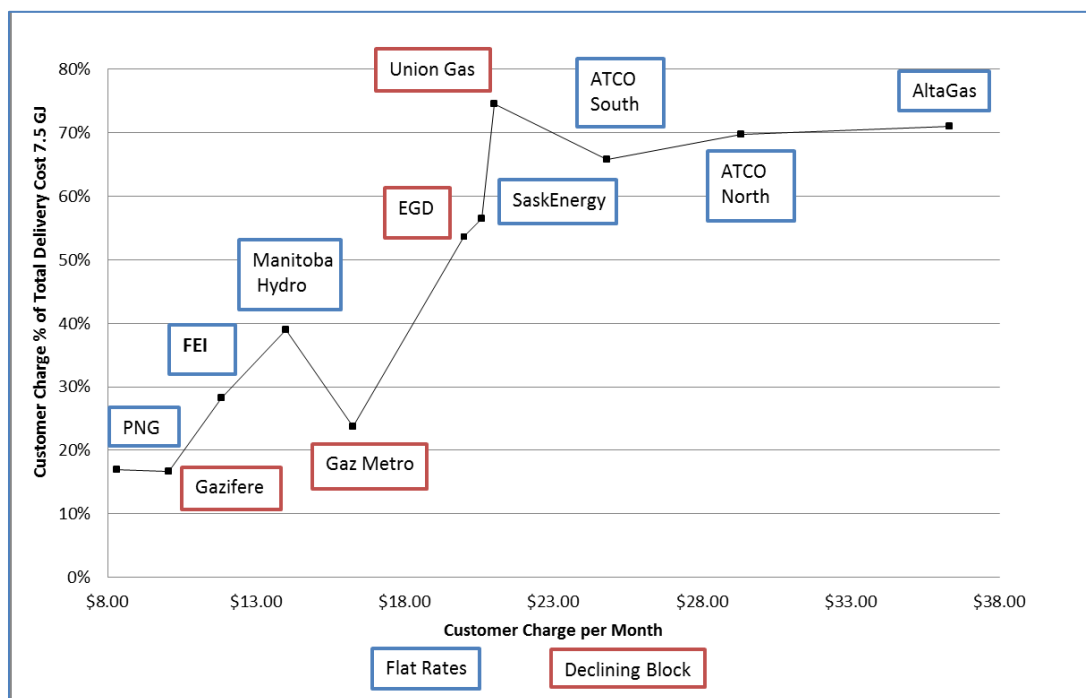 Customer Charge % of Total Delivery Cost 7.5 GJ
80%
70%
60%
50%
40%
30%
20%
10%
0%
Union Gas
ATCO
South
AltaGas
ATCO
North
SaskEnergy
EGD
Manitoba
Hydro
FEI
PNG
Gazifere
Gaz Metro
$8.00 $13.00 $18.00 $23.00 $28.00 $33.00 $38.00
Customer Charge per Month
Flat Rates
Declining Block